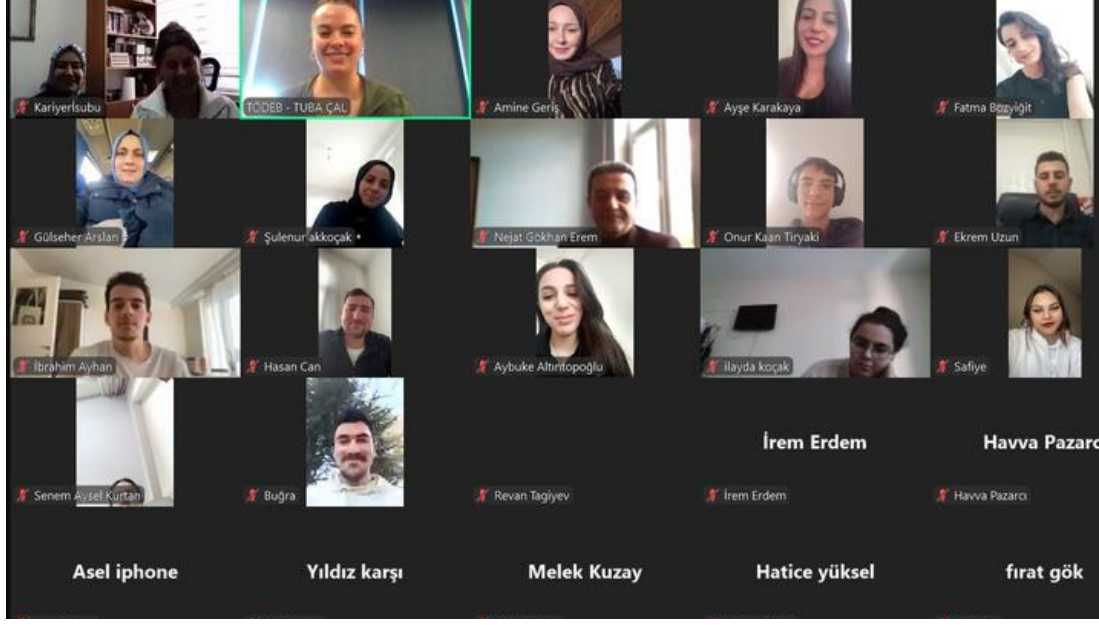 Kariyerİsubu
TÖDEB - TUBA ÇAL
Amine Geriş
Ayşe Karakaya
Fatma Bozyiğit
Gülseher Arslan
Şulenur akkoçak
Nejat Gökhan Erem
Onur Kaan Tiryaki
Ekrem Uzun
İbrahim Ayhan
Hasan Can
Aybuke Altıntopoğlu
ilayda koçak
Safiye
Senem Aysel Kurtan
Buğra
Revan Tagiyev
İrem Erdem
İrem Erdem
Havva Pazarc
Havva Pazarcı
Asel iphone
Yıldız karşı
Melek Kuzay
Hatice yüksel
fırat gök